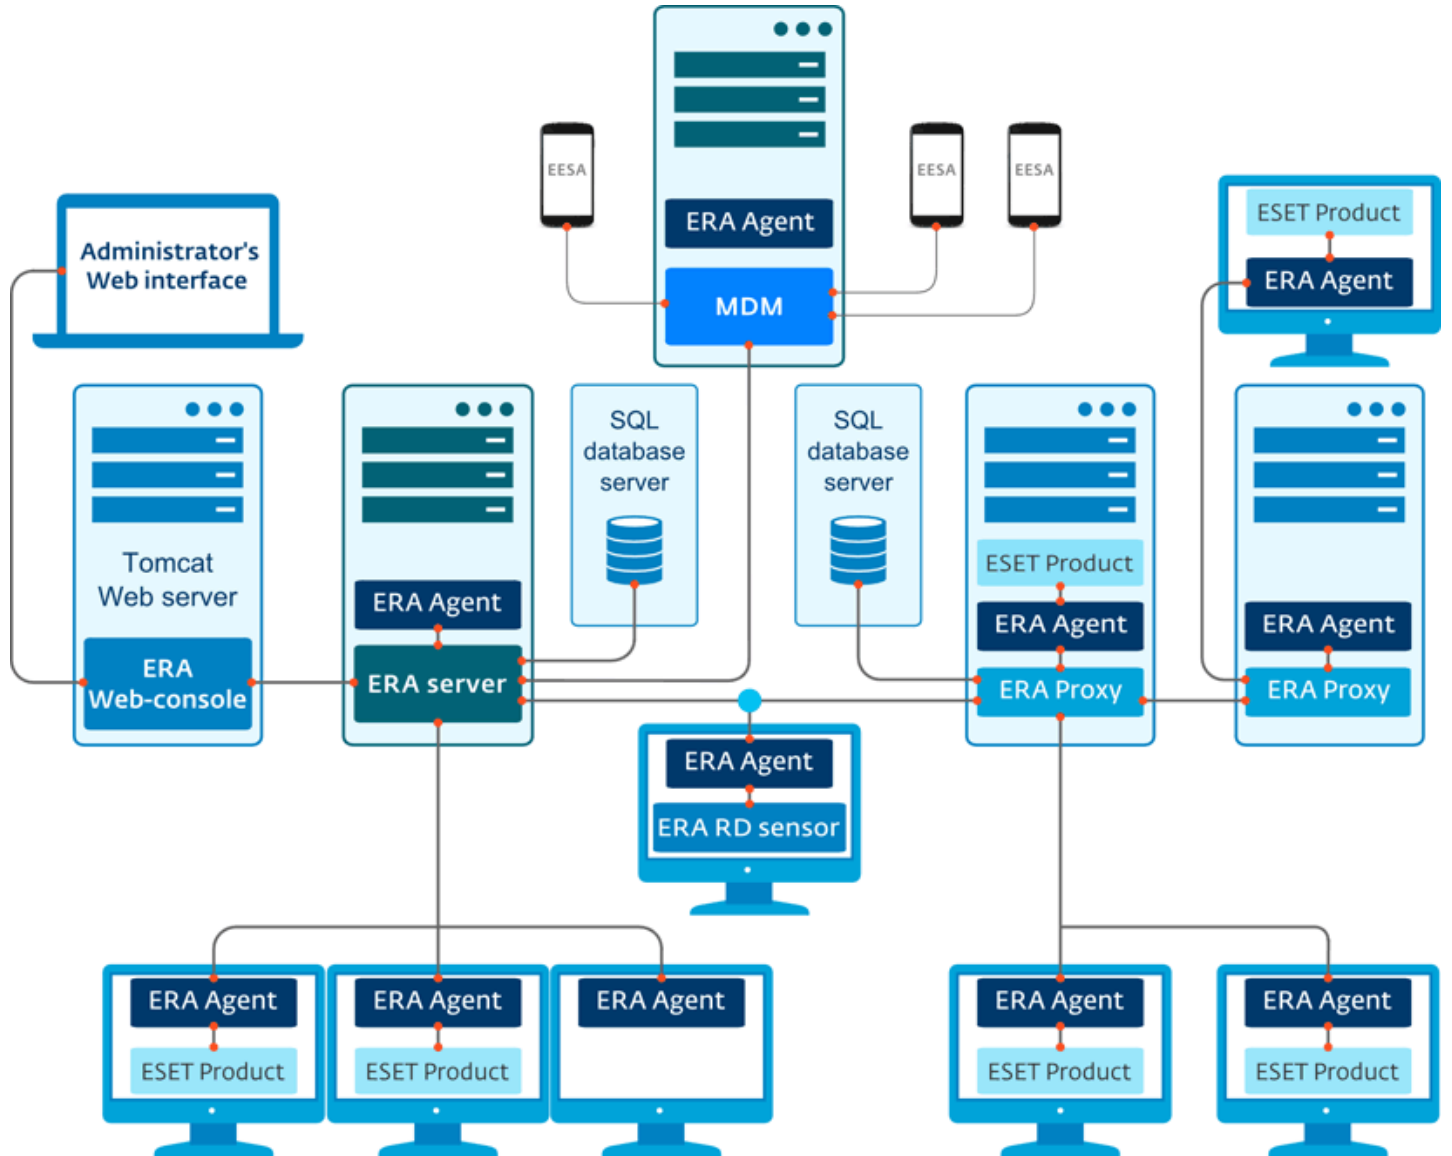 EESA
EESA
EESA
ERA Agent
MDM
Administrator's
Web interface
ESET Product
ERA Agent
Tomcat
Web server
ERA
Web-console
ERA Agent
ERA server
SQL
database
server
SQL
database
server
ESET Product
ERA Agent
ERA Proxy
ERA Agent
ERA Proxy
ERA Agent
ERA RD sensor
ERA Agent
ESET Product
ERA Agent
ESET Product
ERA Agent
ERA Agent
ESET Product
ERA Agent
ESET Product